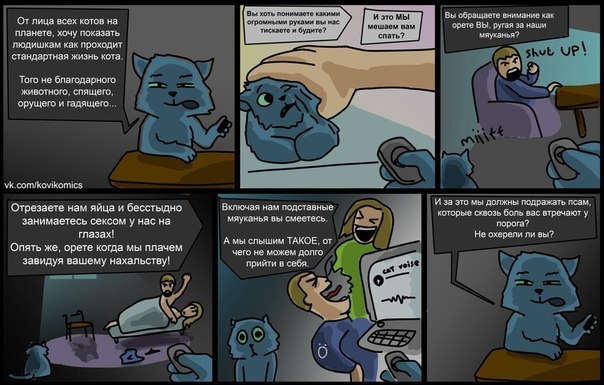 От лица всех котов на
планете, хочу показать
людишкам как проходит
стандартная жизнь кота.
Того не благодарного
животного, спящего,
орущего и гадящего...
vk.com/kovikomics
Вы хоть понимаете какими
огромными руками вы нас
тискаете и будите?
И это МЫ
мешаем вам
спать?
Вы обращаете внимание как
орете ВЫ, ругая за наши
мяуканья?
shut UP!
miiiff
Отрезаете нам яйца и бесстыдно
занимаетесь сексом у нас на
глазах!
Опять же, орете когда мы плачем
завидуя вашему нахальству!
Включая нам подставные
мяуканья вы смеетесь.
А мы слышим ТАКОЕ, от
чего не можем долго
прийти в себя.
cat voise
Ö
И за это мы должны подражать псам,
которые сквозь боль вас втречают у
порога?
Не охерели ли вы?